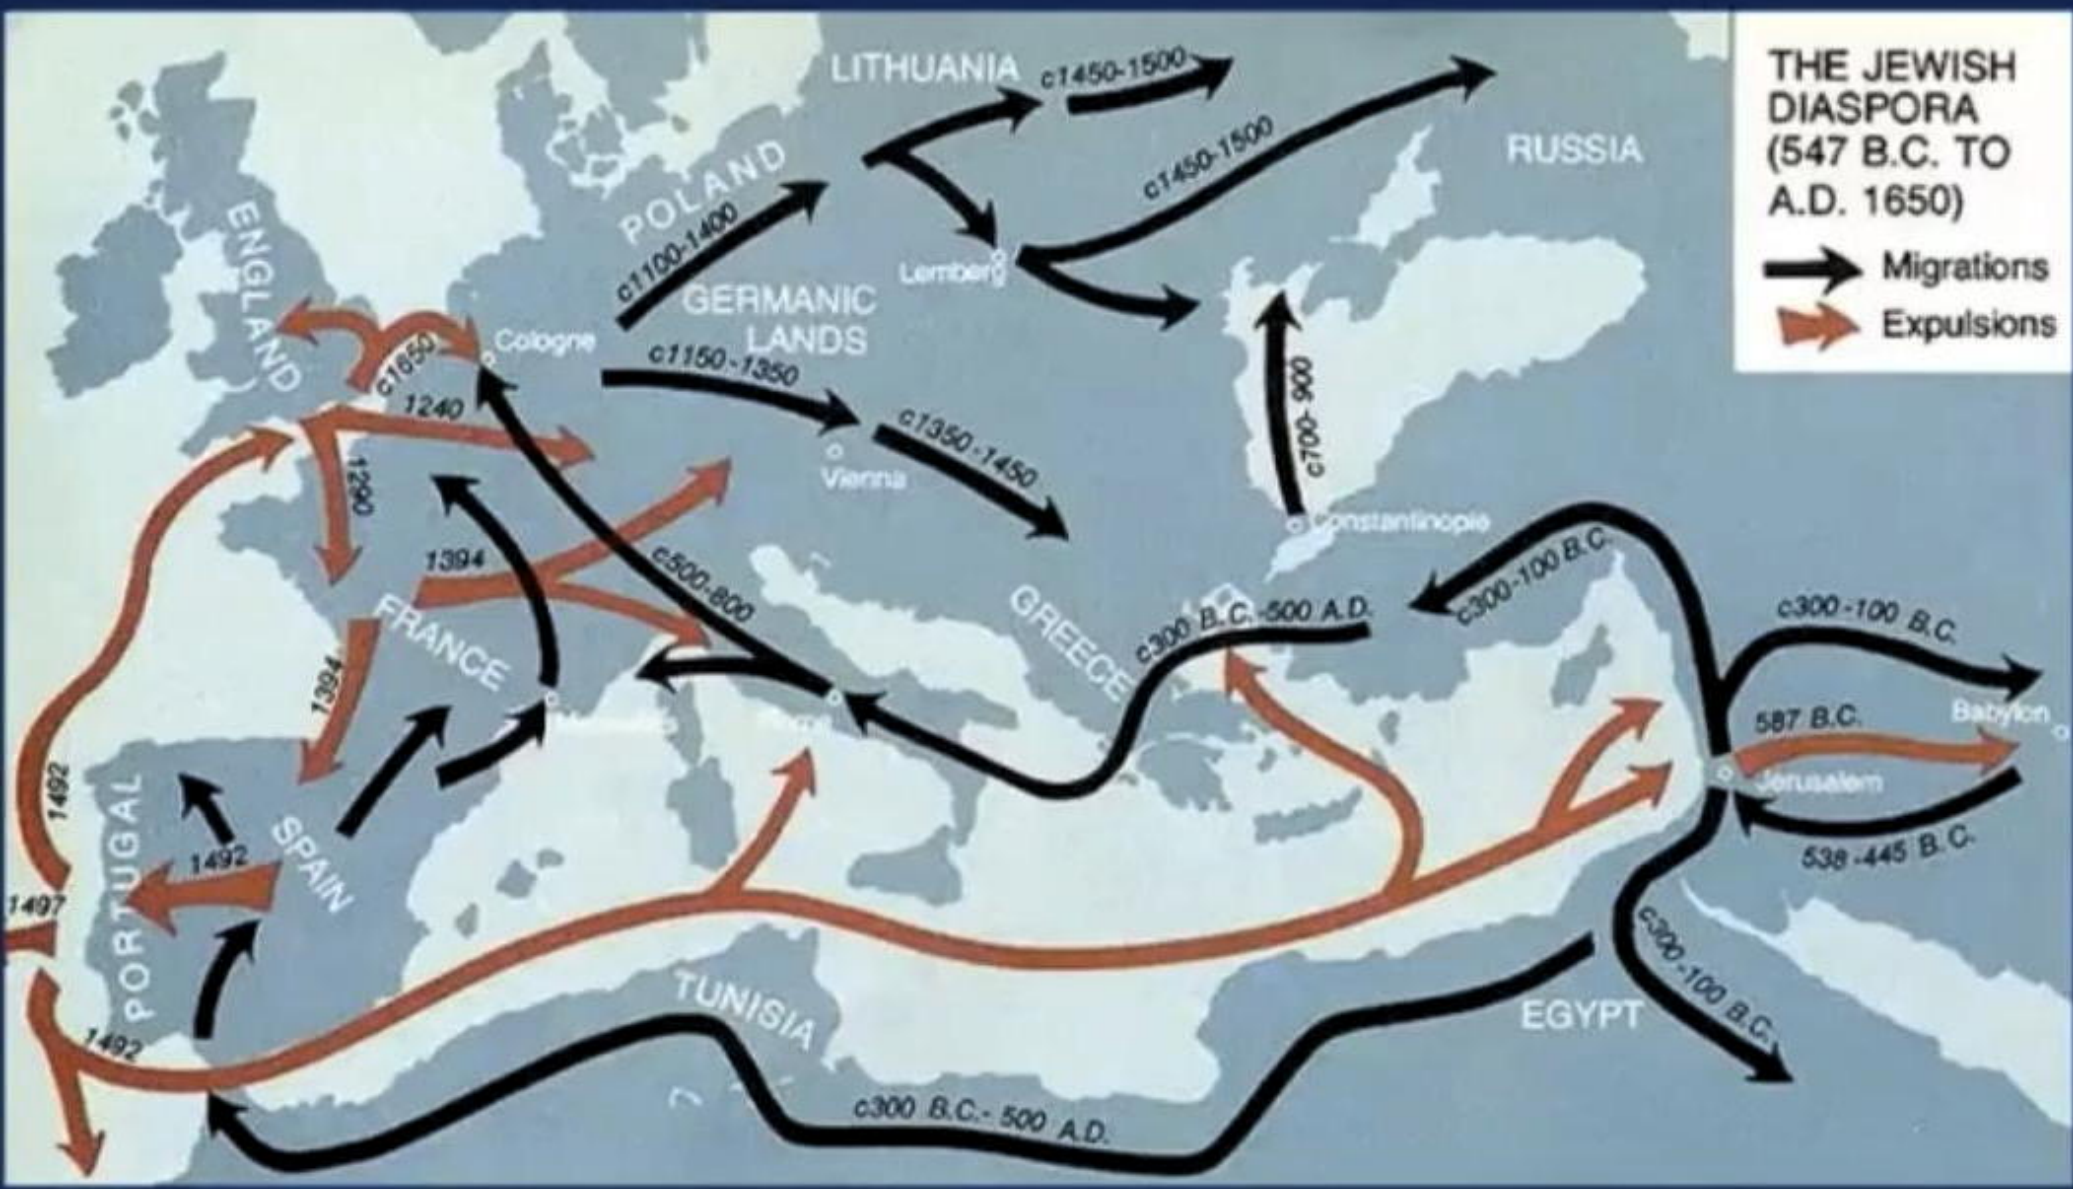 THE JEWISH
DIASPORA
(547 B.C. TO
A.D. 1650)
Migrations
Expulsions
LITHUANIA
c1450-1500
c1450-1500
RUSSIA
POLAND
c1100-1400
Lemberg
ENGLAND
GERMANIC
LANDS
Cologne
c1650
1240
c1150-1350
c1350-1450
Vienna
c700-900
1290
Constantinople
1394
c500-800
c300-100 B.C.
FRANCE
GREECE
c300 B.C.-500 A.D.
c300-100 B.C.
1394
587 B.C.
Babylon
Jerusalem
1492
PORTUGAL
SPAIN
1492
538-445 B.C.
1497
c300-100 B.C.
TUNISIA
EGYPT
1492
c300 B.C.-500 A.D.